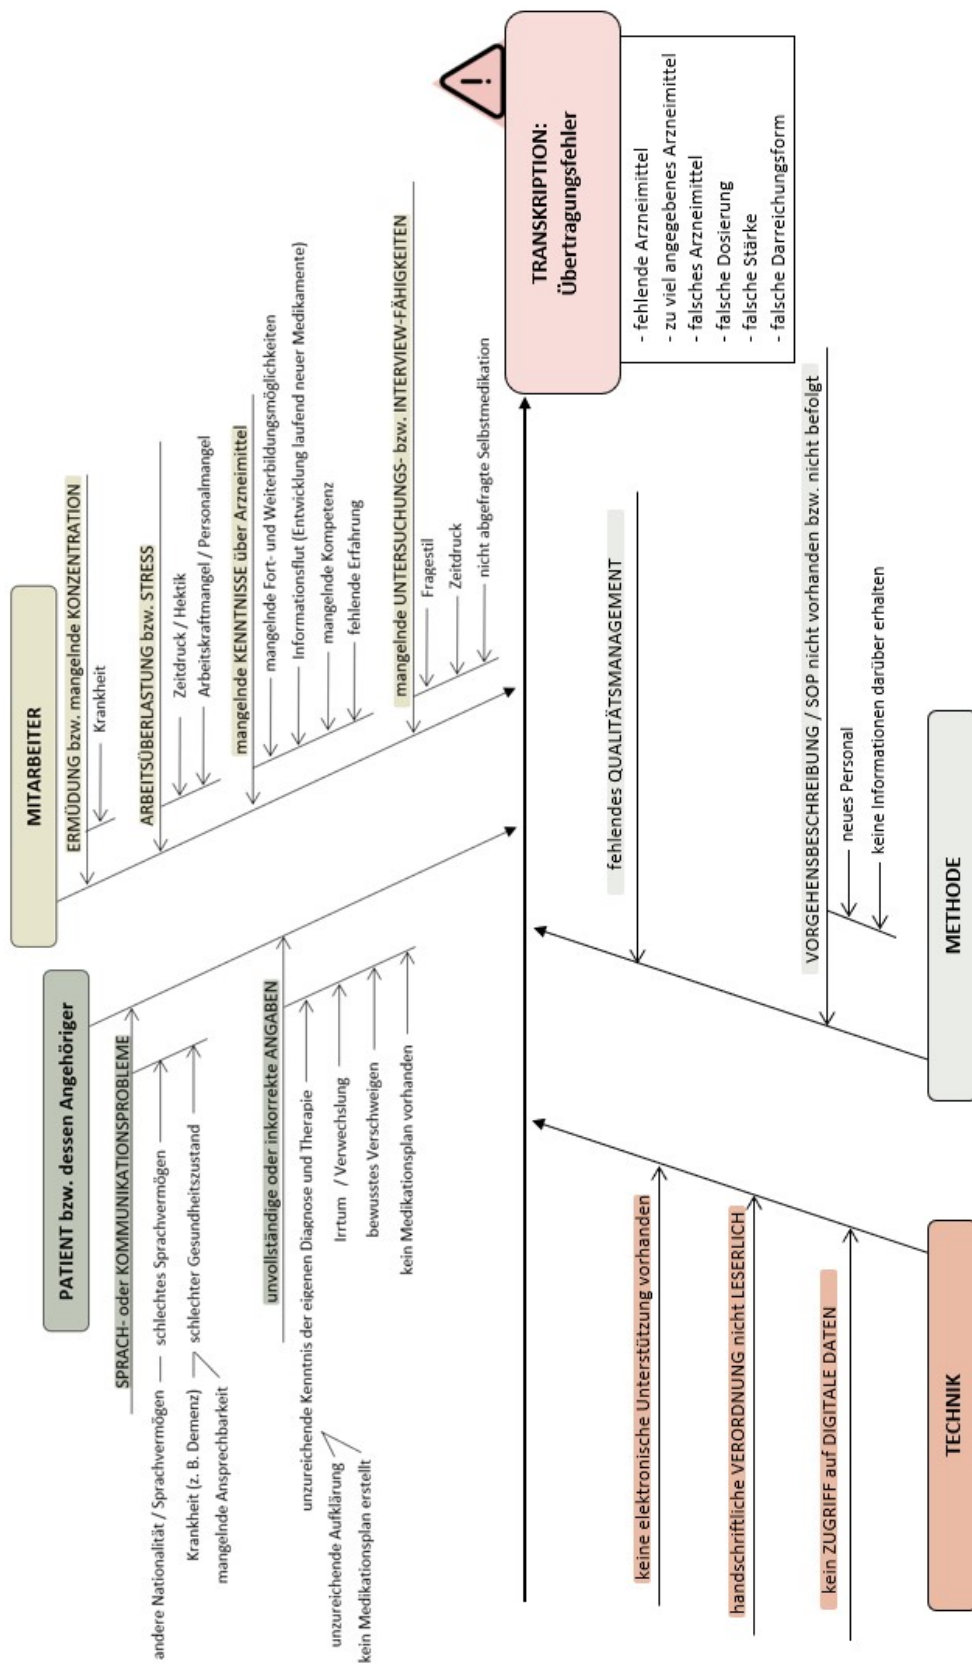 PATIENT bzw. dessen Angehöriger
SPRACH- oder KOMMUNIKATIONSPROBLEME
andere Nationalität / Sprachvermögen
schlechtes Sprachvermögen
Krankheit (z. B. Demenz)
schlechter Gesundheitszustand
mangelnde Ansprechbarkeit
unvollständige oder inkorrekte ANGABEN
unzureichende Kenntnis der eigenen Diagnose und Therapie
unzureichende Aufklärung
kein Medikationsplan erstellt
Irrtum / Verwechslung
bewusstes Verschweigen
kein Medikationsplan vorhanden
MITARBEITER
ERMÜDUNG bzw. mangelnde KONZENTRATION
Krankheit
ARBEITSÜBERLASTUNG bzw. STRESS
Zeitdruck / Hektik
Arbeitskraftmangel / Personalmangel
mangelnde KENNTNISSE über Arzneimittel
mangelnde Fort- und Weiterbildungsmöglichkeiten
Informationsflut (Entwicklung laufend neuer Medikamente)
mangelnde Kompetenz
fehlende Erfahrung
mangelnde UNTERSUCHUNGS- bzw. INTERVIEW-FÄHIGKEITEN
Fragestil
Zeitdruck
nicht abgefragte Selbstmedikation
!
TRANSKRIPTION:
Übertragungsfehler
- fehlende Arzneimittel
- zu viel angegebenes Arzneimittel
- falsches Arzneimittel
- falsche Dosierung
- falsche Stärke
- falsche Darreichungsform
keine elektronische Unterstützung vorhanden
handschriftliche VERORDNUNG nicht LESERLICH
kein ZUGRIFF auf DIGITALE DATEN
TECHNIK
fehlendes QUALITÄTSMANAGEMENT
VORGEHENSBESCHREIBUNG / SOP nicht vorhanden bzw. nicht befolgt
neues Personal
keine Informationen darüber erhalten
METHODE